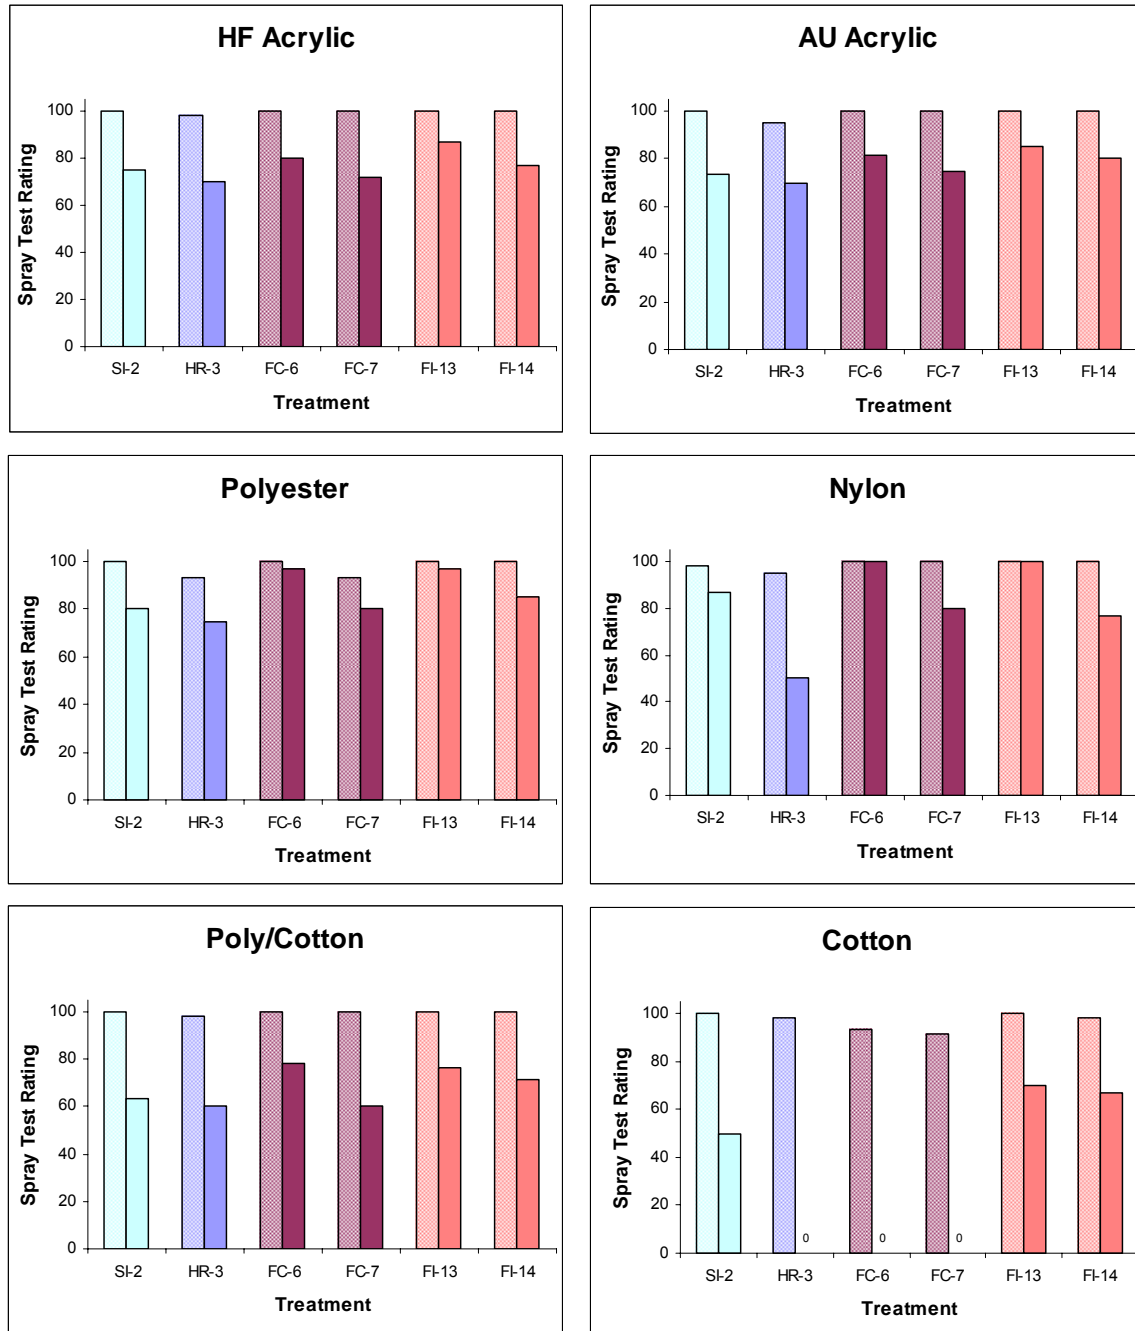 HF Acrylic
Spray Test Rating
100
80
60
40
20
0
SI-2 HR-3 FC-6 FC-7 FI-13 FI-14
Treatment
AU Acrylic
Spray Test Rating
100
80
60
40
20
0
SI-2 HR-3 FC-6 FC-7 FI-13 FI-14
Treatment
Polyester
Spray Test Rating
100
80
60
40
20
0
SI-2 HR-3 FC-6 FC-7 FI-13 FI-14
Treatment
Nylon
Spray Test Rating
100
80
60
40
20
0
SI-2 HR-3 FC-6 FC-7 FI-13 FI-14
Treatment
Poly/Cotton
Spray Test Rating
100
80
60
40
20
0
SI-2 HR-3 FC-6 FC-7 FI-13 FI-14
Treatment
Cotton
Spray Test Rating
100
80
60
40
20
0
0 0 0
SI-2 HR-3 FC-6 FC-7 FI-13 FI-14
Treatment